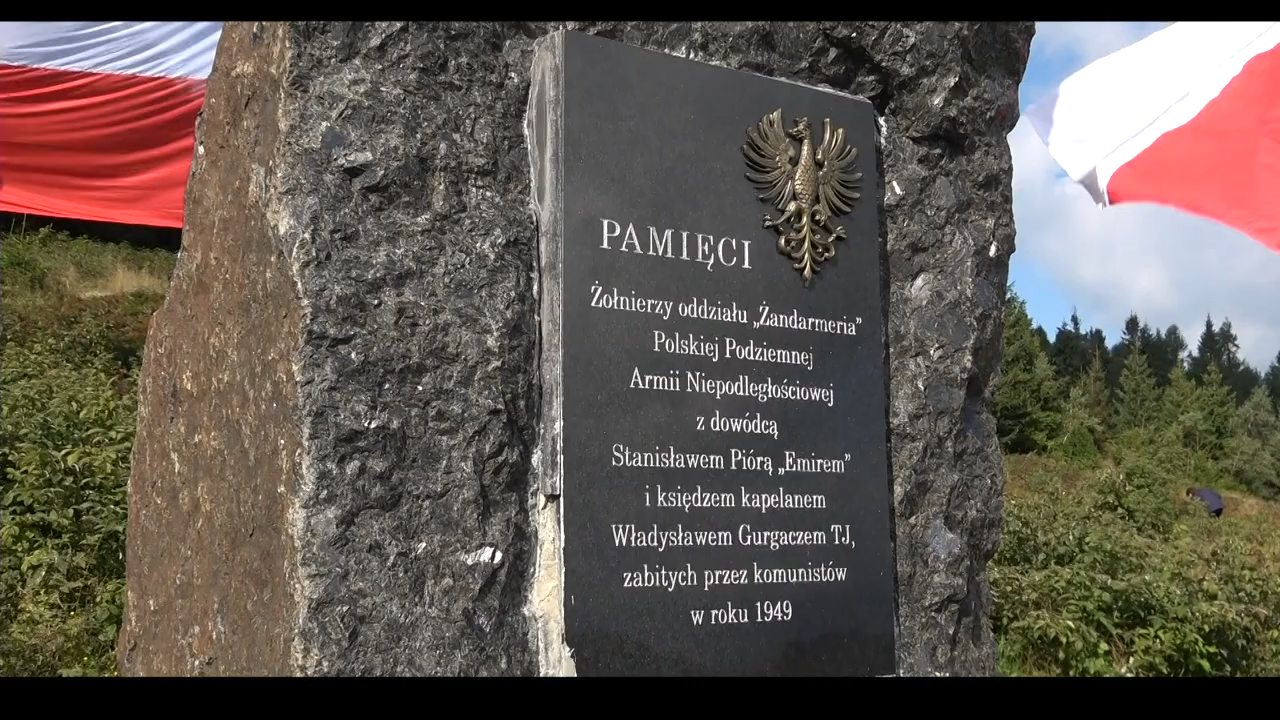 PAMIĘCI
Żołnierzy oddziału „Żandarmeria”
Polskiej Podziemnej
Armii Niepodległościowej
z dowódcą
Stanisławem Piórą „Emirem”
i księdzem kapelanem
Władysławem Gurgaczem TJ,
zabitych przez komunistów
w roku 1949